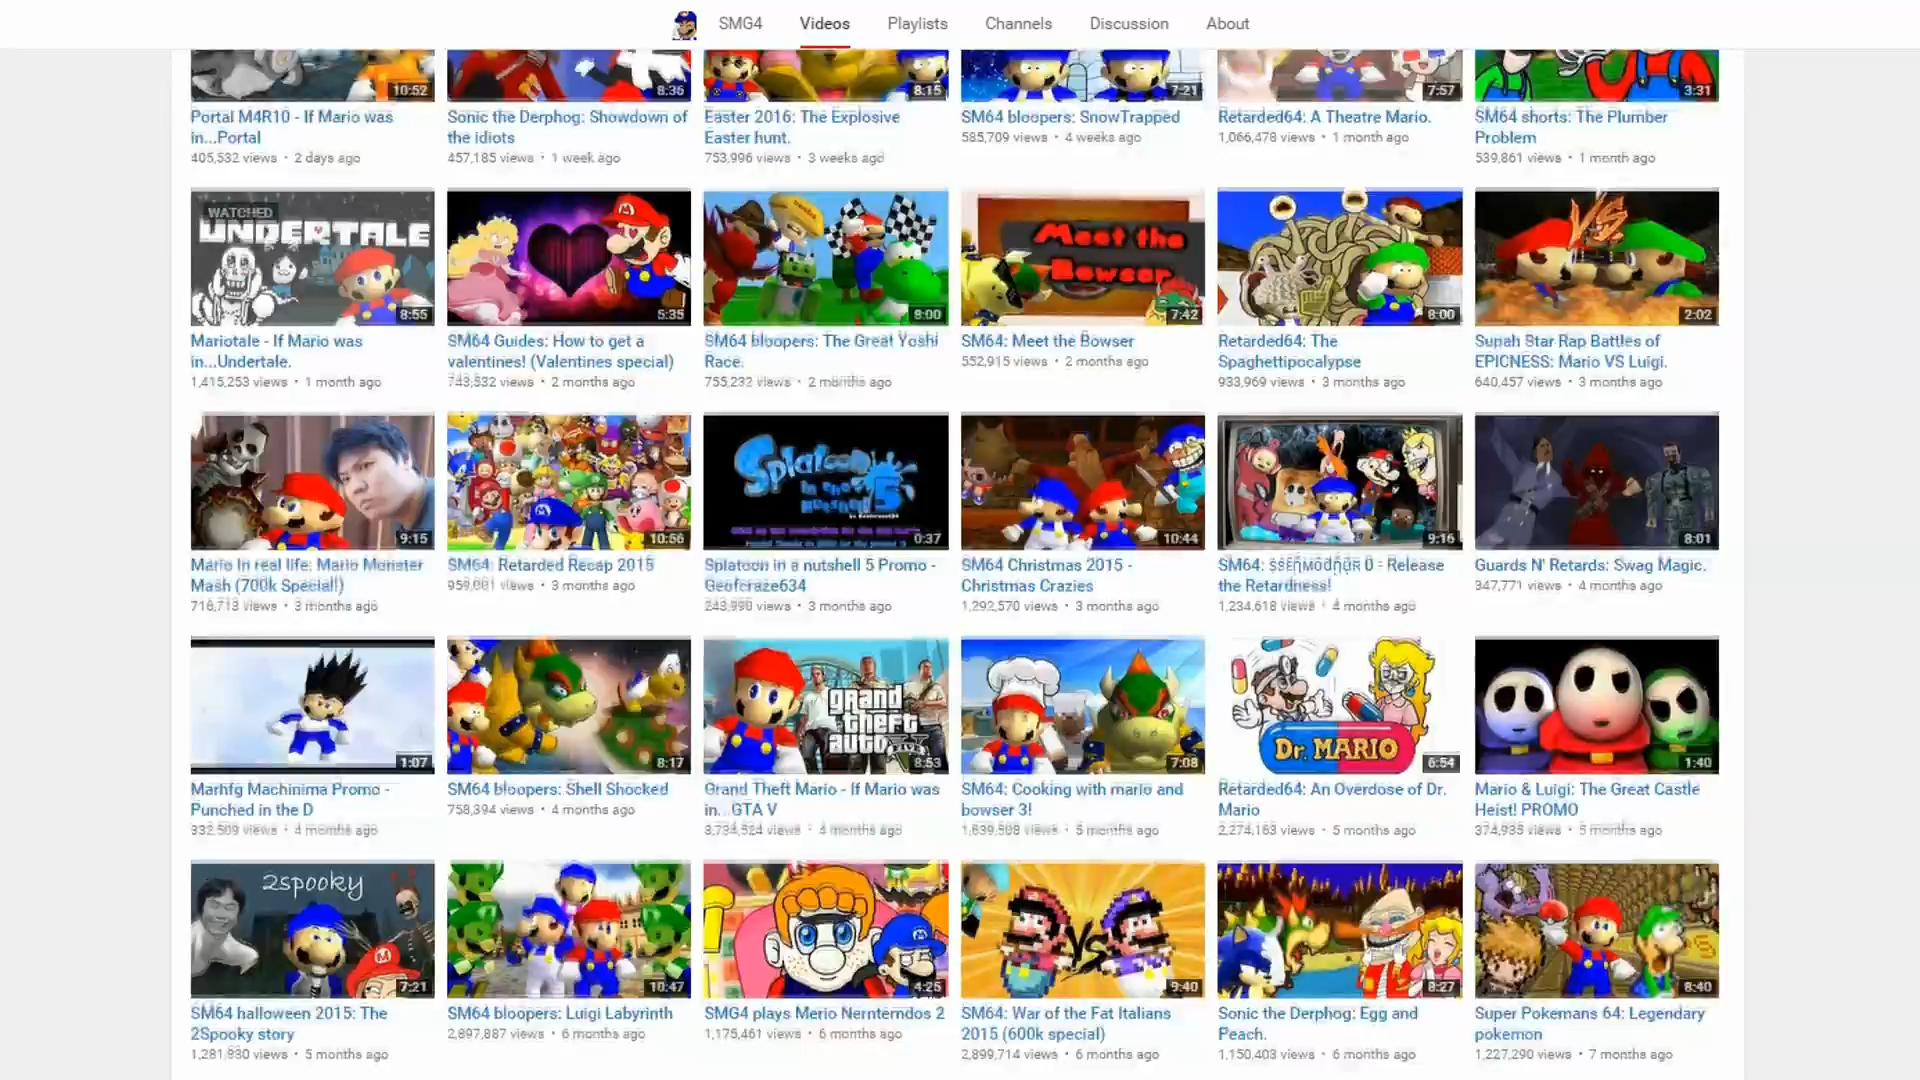 SMG4 Videos Playlists Channels Discussion About
10:52 8:36 8:15 7:21 7:57 3:31
Portal M4R10 - If Mario was
in...Portal
405,532 views • 2 days ago
Sonic the Derphog: Showdown of
the idiots
457,185 views • 1 week ago
Easter 2016: The Explosive
Easter hunt.
753,996 views • 3 weeks ago
SM64 bloopers: SnowTrapped
585,709 views • 4 weeks ago
Retarded64: A Theatre Mario.
1,066,478 views • 1 month ago
SM64 shorts: The Plumber
Problem
539,861 views • 1 month ago
WATCHED
UNDERTALE
8:55
Mariotale - If Mario was
in...Undertale.
1,415,253 views • 1 month ago
5:35
SM64 Guides: How to get a
valentines! (Valentines special)
743,532 views • 2 months ago
8:00
SM64 bloopers: The Great Yoshi
Race.
755,232 views • 2 months ago
Meet the
Bowser
7:42
SM64: Meet the Bowser
552,915 views • 2 months ago
8:00
Retarded64: The
Spaghettipocalypse
933,969 views • 3 months ago
VS
2:02
Supah Star Rap Battles of
EPICNESS: Mario VS Luigi.
640,457 views • 3 months ago
9:15
Mario In real life: Mario Monster
Mash (700k Special!)
716,713 views • 3 months ago
10:56
SM64: Retarded Recap 2015
views • 3 months ago
Splatoon
in the
nutshell 5
0:37
Splatoon in a nutshell 5 Promo -
Geofcraze634
243,990 views • 3 months ago
10:44
SM64 Christmas 2015 -
Christmas Crazies
1,292,570 views • 3 months ago
9:16
SM64: 0 - Release
the Retardness!
1,234,618 views • 4 months ago
8:01
Guards N' Retards: Swag Magic.
347,771 views • 4 months ago
1:07
Marhfg Machinima Promo -
Punched in the D
332,509 views • 4 months ago
8:17
SM64 bloopers: Shell Shocked
758,394 views • 4 months ago
grand
theft
auto
V
FIVE
8:53
Grand Theft Mario - If Mario was
in...GTA V
3,734,524 views • 4 months ago
7:08
SM64: Cooking with mario and
bowser 3!
1,639,508 views • 5 months ago
Dr. MARIO
6:54
Retarded64: An Overdose of Dr.
Mario
2,274,163 views • 5 months ago
1:40
Mario & Luigi: The Great Castle
Heist! PROMO
374,935 views • 5 months ago
2spooky
7:21
SM64 halloween 2015: The
2Spooky story
1,281,930 views • 5 months ago
10:47
SM64 bloopers: Luigi Labyrinth
2,897,887 views • 6 months ago
4:25
SMG4 plays Merio Nernterndos 2
1,175,461 views • 6 months ago
VS
9:40
SM64: War of the Fat Italians
2015 (600k special)
2,899,714 views • 6 months ago
8:27
Sonic the Derphog: Egg and
Peach.
1,150,403 views • 6 months ago
8:40
Super Pokemans 64: Legendary
pokemon
1,227,290 views • 7 months ago